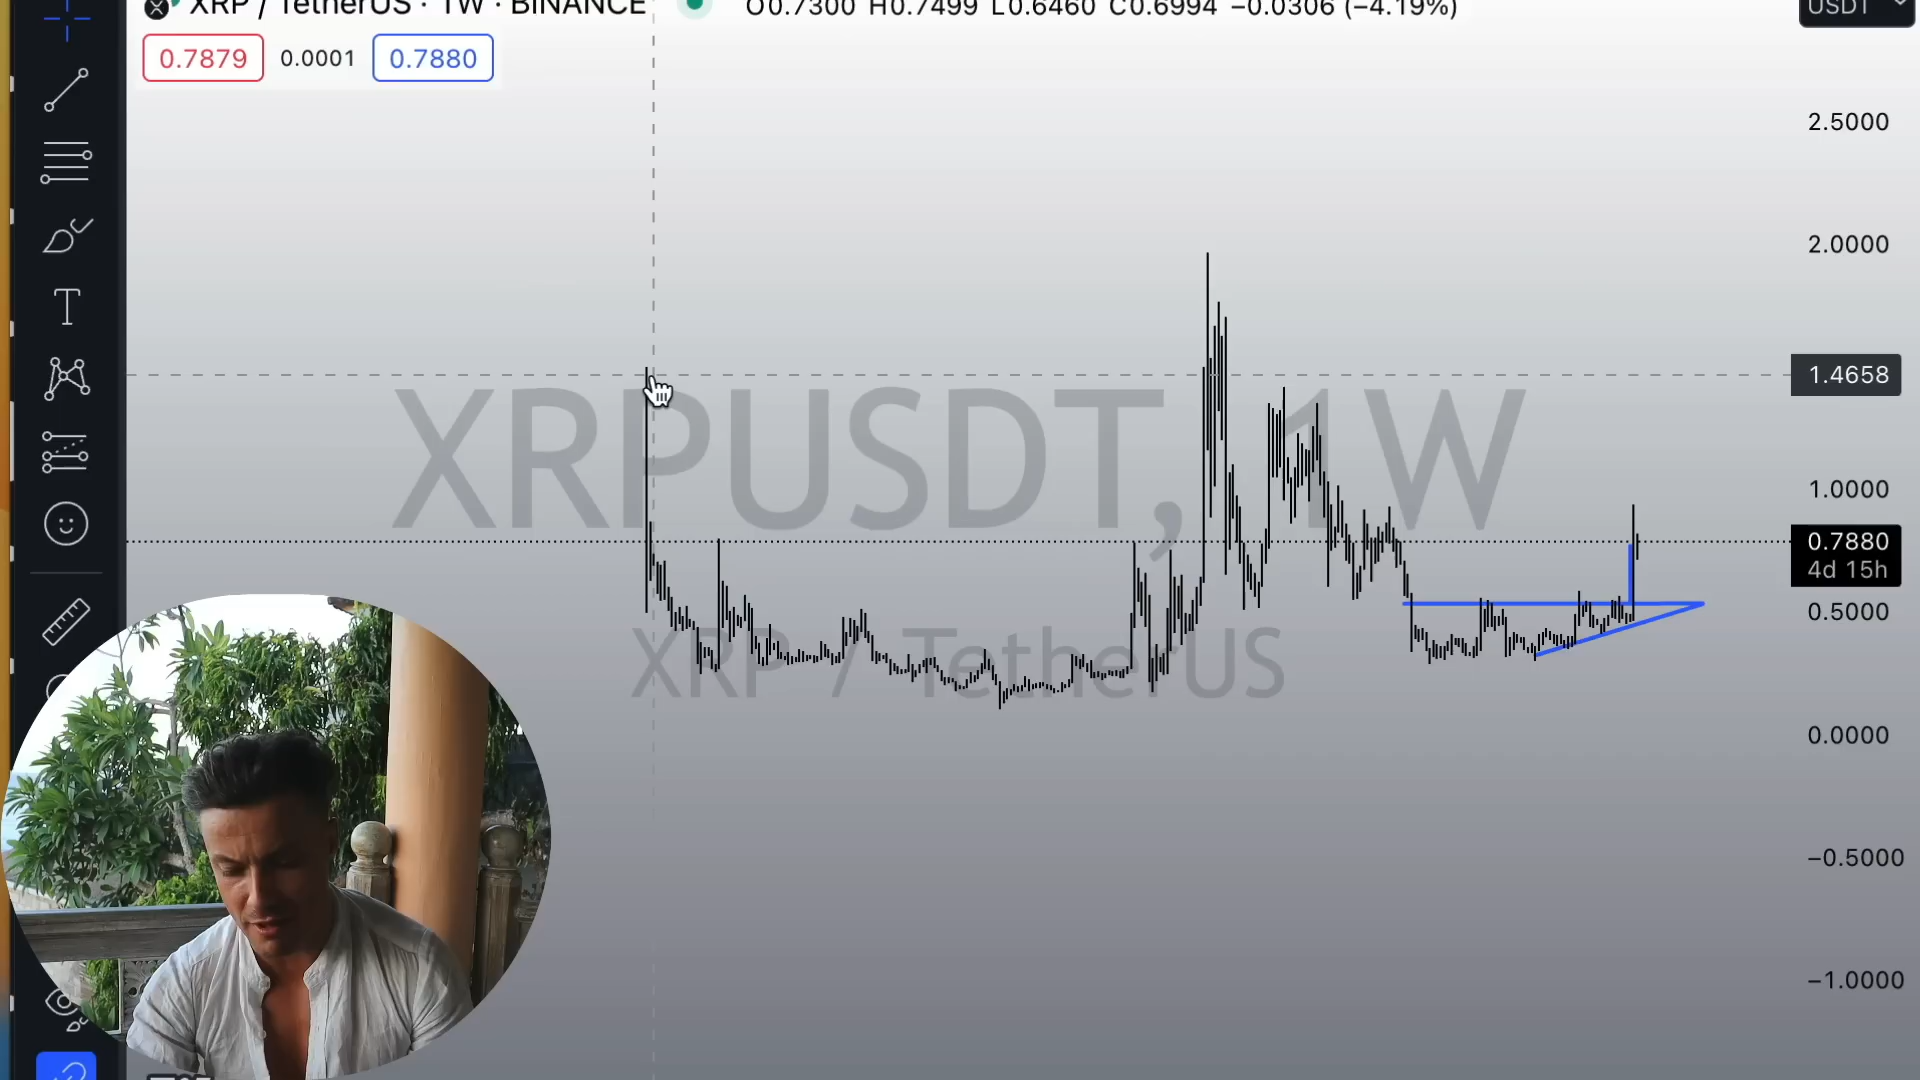 XRP / TetherUS · 1W · BINANCE O0.7300 H0.7499 L0.6460 C0.6994 −0.0306 (−4.19%)
USDT
0.7879 0.0001 0.7880
2.5000
2.0000
1.4658
XRPUSDT, 1W
1.0000
0.7880
4d 15h
0.5000
XRP / TetherUS
0.0000
−0.5000
−1.0000